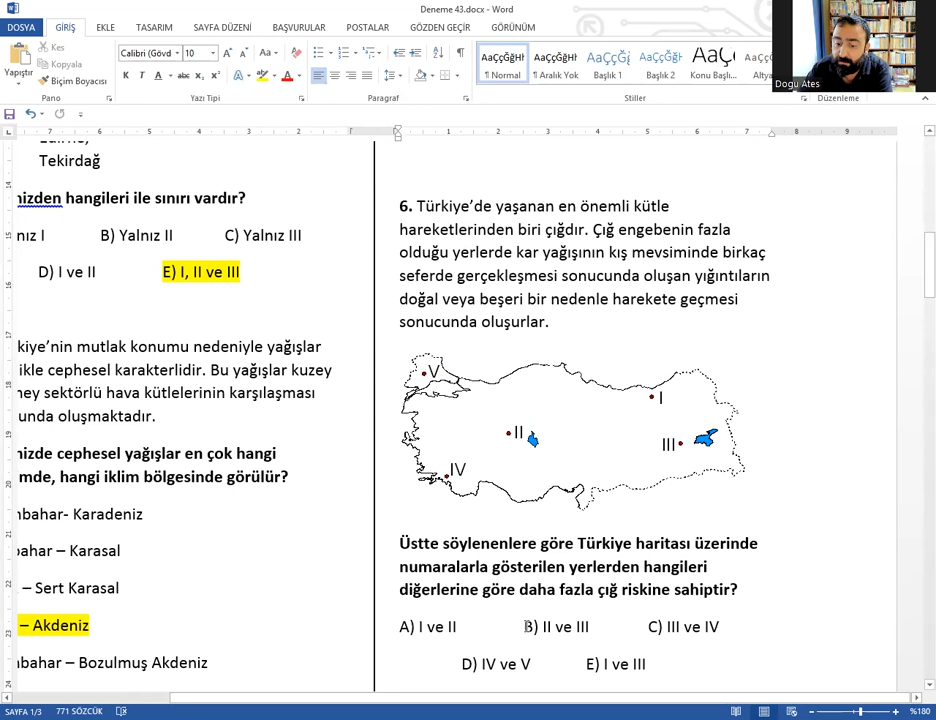 Deneme 43.docx - Word
DOSYA GİRİŞ EKLE TASARIM SAYFA DÜZENİ BAŞVURULAR POSTALAR GÖZDEN GEÇİR GÖRÜNÜM
Yapıştır
Kes
Kopyala
Biçim Boyacısı
Calibri (Gövd 10
Pano Yazı Tipi Paragraf Stiller Düzenleme
AaÇçĞğHł AaÇçĞğHł AaÇçĞ AaÇçĞğ AaÇ
¶ Normal ¶ Aralık Yok Başlık 1 Başlık 2 Konu Başl...
Dogu Ates
Tekirdağ
nizden hangileri ile sınırı vardır?
nız I B) Yalnız II C) Yalnız III
D) I ve II E) I, II ve III
kiye’nin mutlak konumu nedeniyle yağışlar
ikle cephesel karakterlidir. Bu yağışlar kuzey
ney sektörlü hava kütlelerinin karşılaşması
unda oluşmaktadır.
nizde cephesel yağışlar en çok hangi
mde, hangi iklim bölgesinde görülür?
nbahar- Karadeniz
bahar – Karasal
– Sert Karasal
– Akdeniz
nbahar – Bozulmuş Akdeniz
6. Türkiye’de yaşanan en önemli kütle
hareketlerinden biri çığdır. Çığ engebenin fazla
olduğu yerlerde kar yağışının kış mevsiminde birkaç
seferde gerçekleşmesi sonucunda oluşan yığıntıların
doğal veya beşeri bir nedenle harekete geçmesi
sonucunda oluşurlar.
V
I
II
III
IV
Üstte söylenenlere göre Türkiye haritası üzerinde
numaralarla gösterilen yerlerden hangileri
diğerlerine göre daha fazla çığ riskine sahiptir?
A) I ve II B) II ve III C) III ve IV
D) IV ve V E) I ve III
SAYFA 1/3 771 SÖZCÜK %180